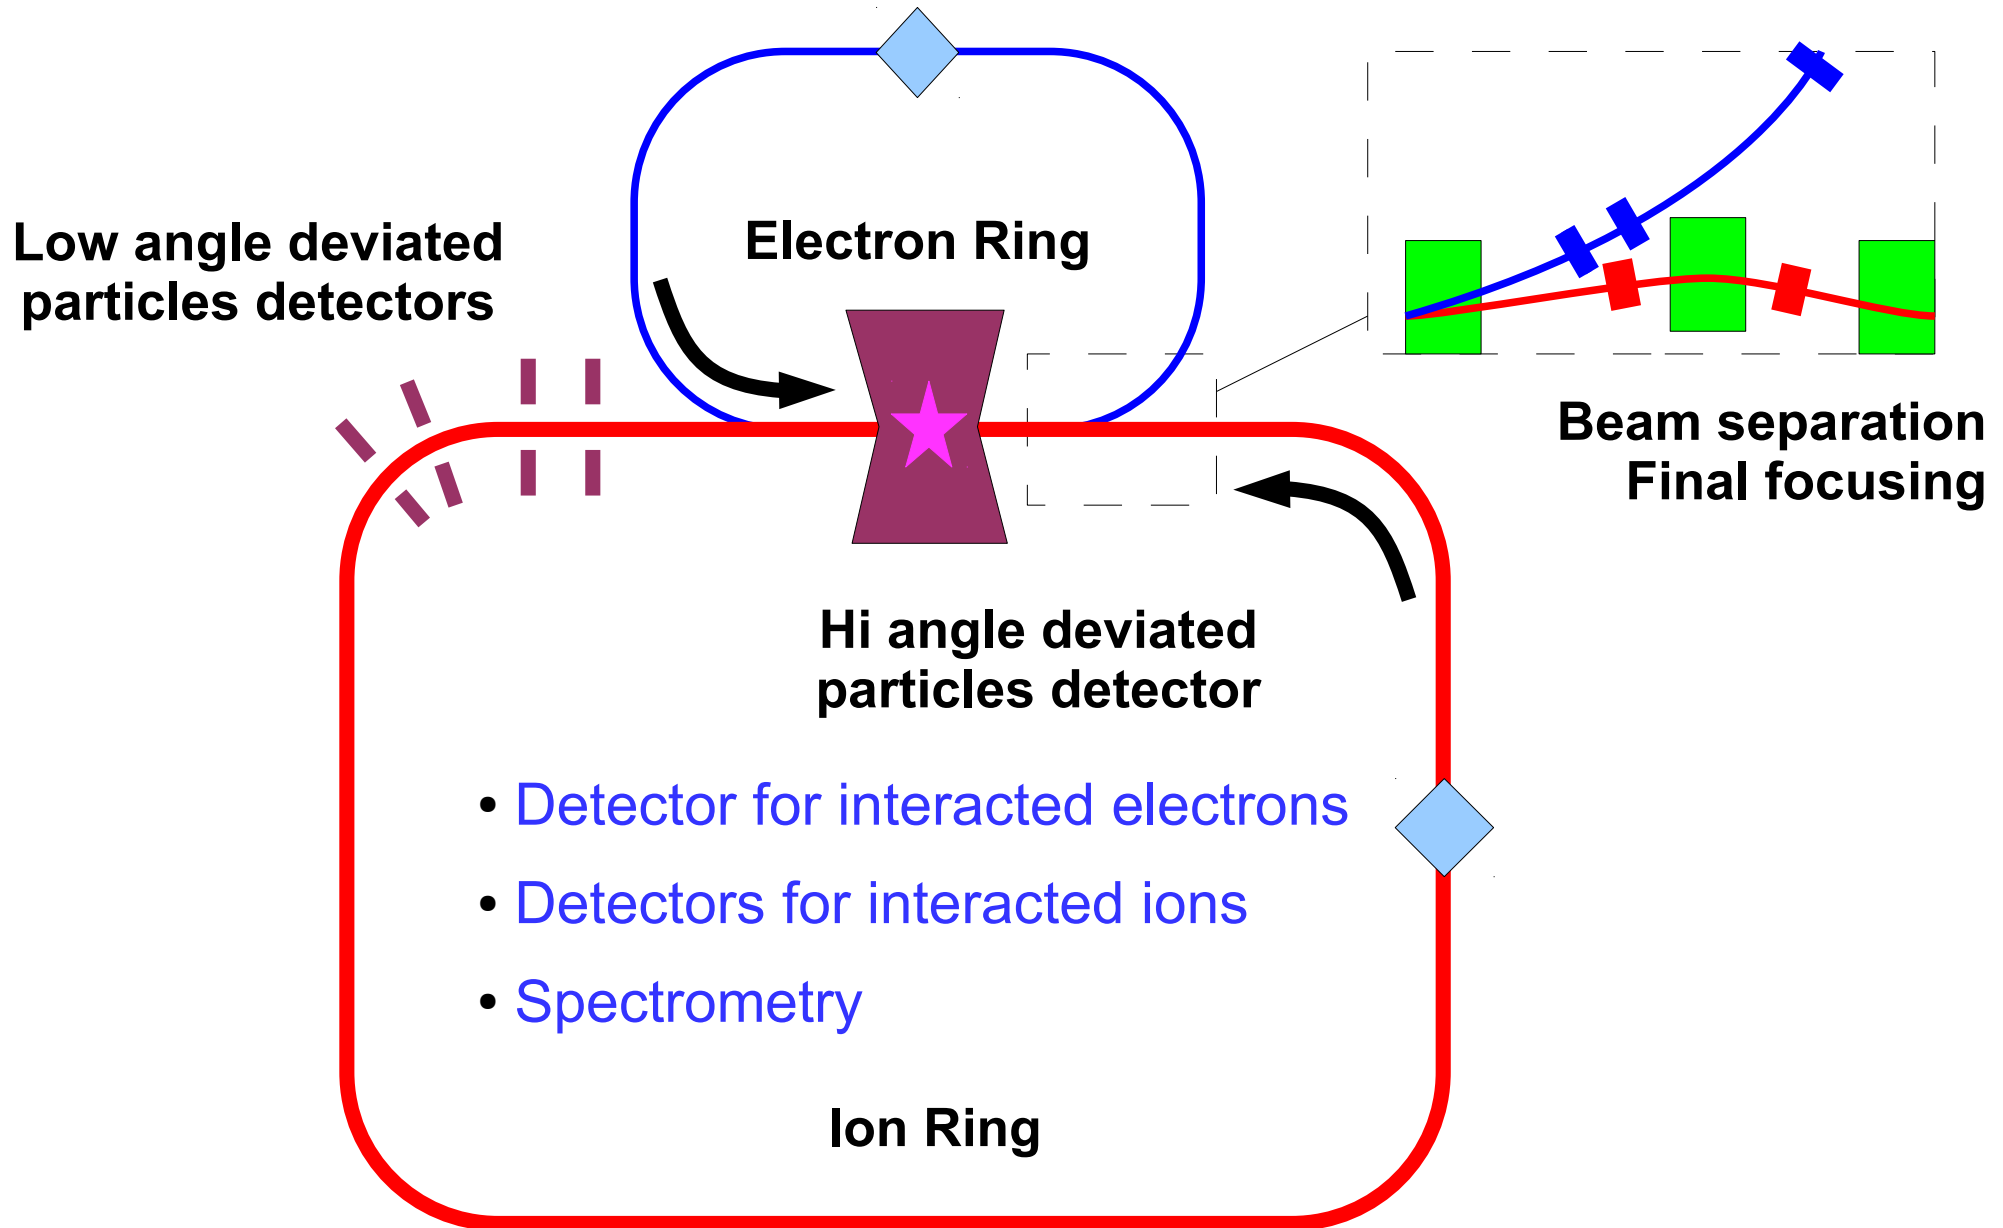 Low angle deviated
particles detectors
Electron Ring
Beam separation
Final focusing
Hi angle deviated
particles detector
• Detector for interacted electrons
• Detectors for interacted ions
• Spectrometry
Ion Ring